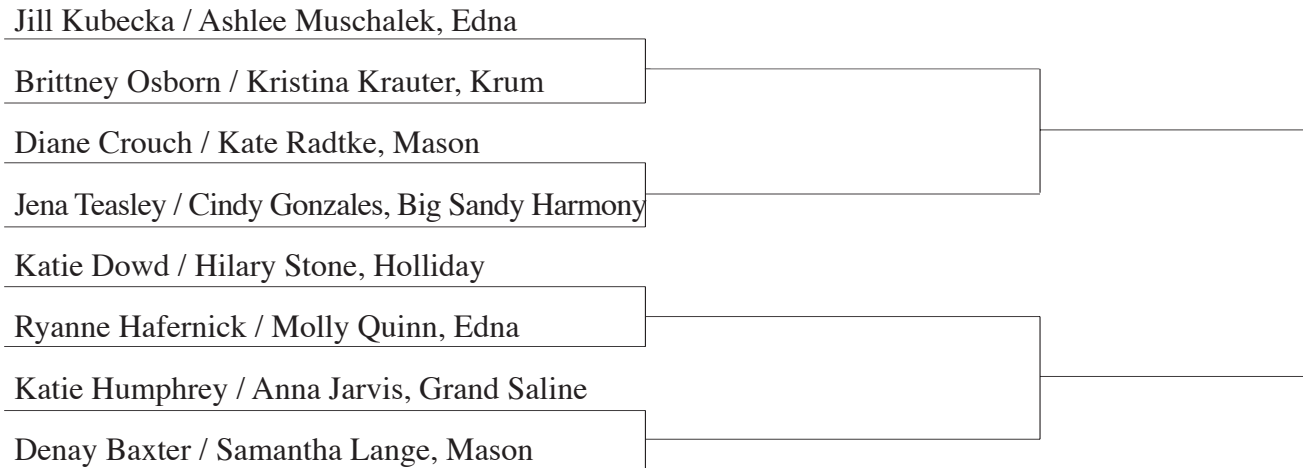 Jill Kubecka / Ashlee Muschalek, Edna
Brittney Osborn / Kristina Krauter, Krum
Diane Crouch / Kate Radtke, Mason
Jena Teasley / Cindy Gonzales, Big Sandy Harmony
Katie Dowd / Hilary Stone, Holliday
Ryanne Hafernick / Molly Quinn, Edna
Katie Humphrey / Anna Jarvis, Grand Saline
Denay Baxter / Samantha Lange, Mason